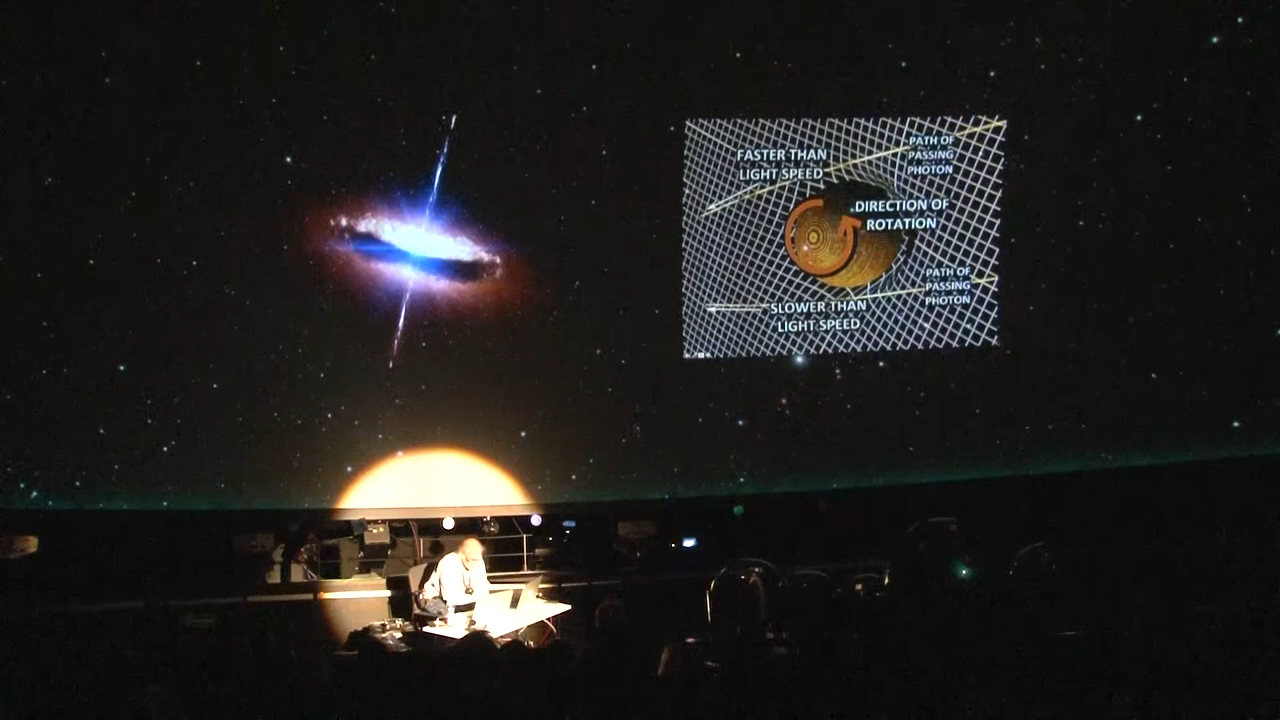 FASTER THAN
LIGHT SPEED
PATH OF
PASSING
PHOTON
DIRECTION OF
ROTATION
PATH OF
PASSING
PHOTON
SLOWER THAN
LIGHT SPEED